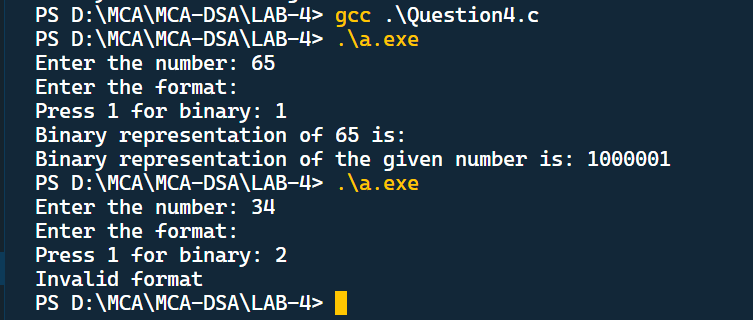 PS D:\MCA\MCA-DSA\LAB-4> gcc .\Question4.c
PS D:\MCA\MCA-DSA\LAB-4> .\a.exe
Enter the number: 65
Enter the format:
Press 1 for binary: 1
Binary representation of 65 is:
Binary representation of the given number is: 1000001
PS D:\MCA\MCA-DSA\LAB-4> .\a.exe
Enter the number: 34
Enter the format:
Press 1 for binary: 2
Invalid format
PS D:\MCA\MCA-DSA\LAB-4>